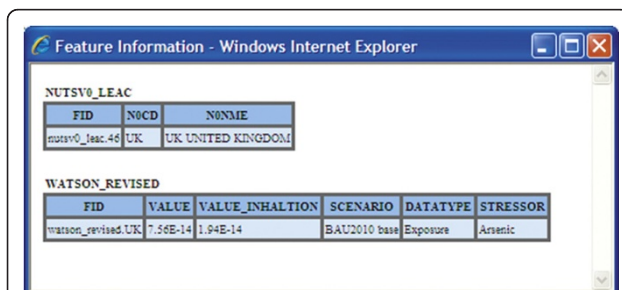 Feature Information - Windows Internet Explorer
NUTSV0_LEAC
FID N0CD N0NME
nutsv0_leac.46 UK UK UNITED KINGDOM
WATSON_REVISED
FID VALUE VALUE_INHALTION SCENARIO DATATYPE STRESSOR
watson_revised.UK 7.56E-14 1.94E-14 BAU2010 base Exposure Arsenic